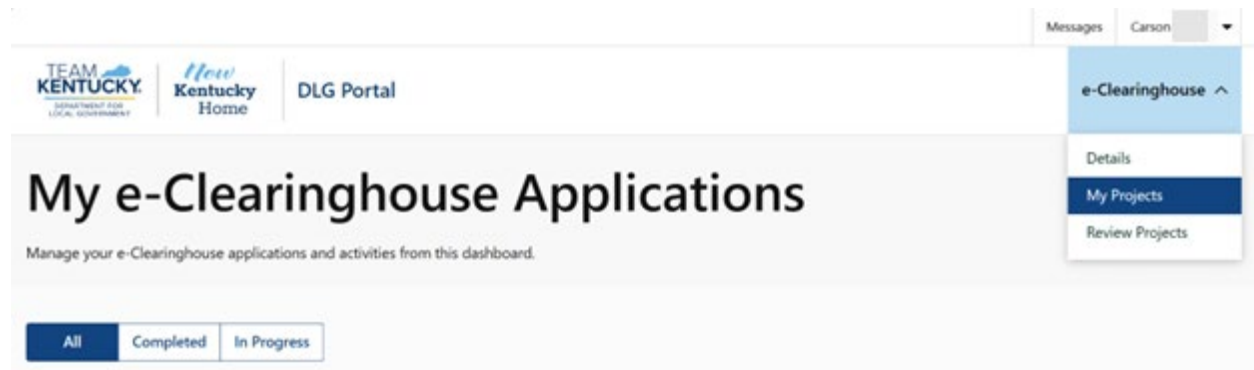 Messages
Carson
TEAM
KENTUCKY.
DEPARTMENT FOR
LOCAL GOVERNMENT
New
Kentucky
Home
DLG Portal
e-Clearinghouse
Details
My Projects
Review Projects
My e-Clearinghouse Applications
Manage your e-Clearinghouse applications and activities from this dashboard.
All
Completed
In Progress